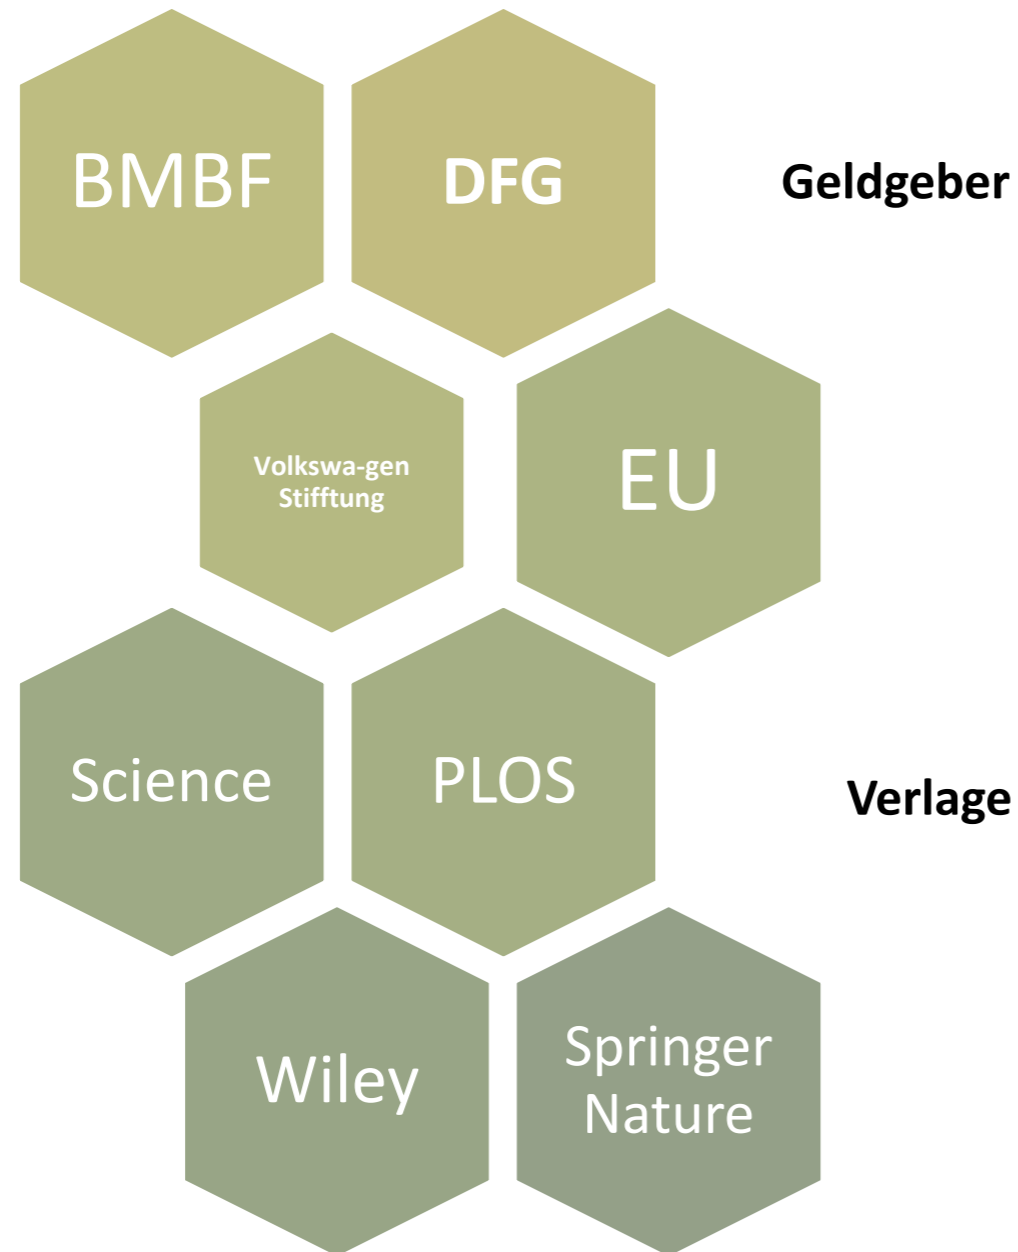 BMBF
DFG
Geldgeber
Volkswa-gen
Stifftung
EU
Science
PLOS
Verlage
Wiley
Springer
Nature